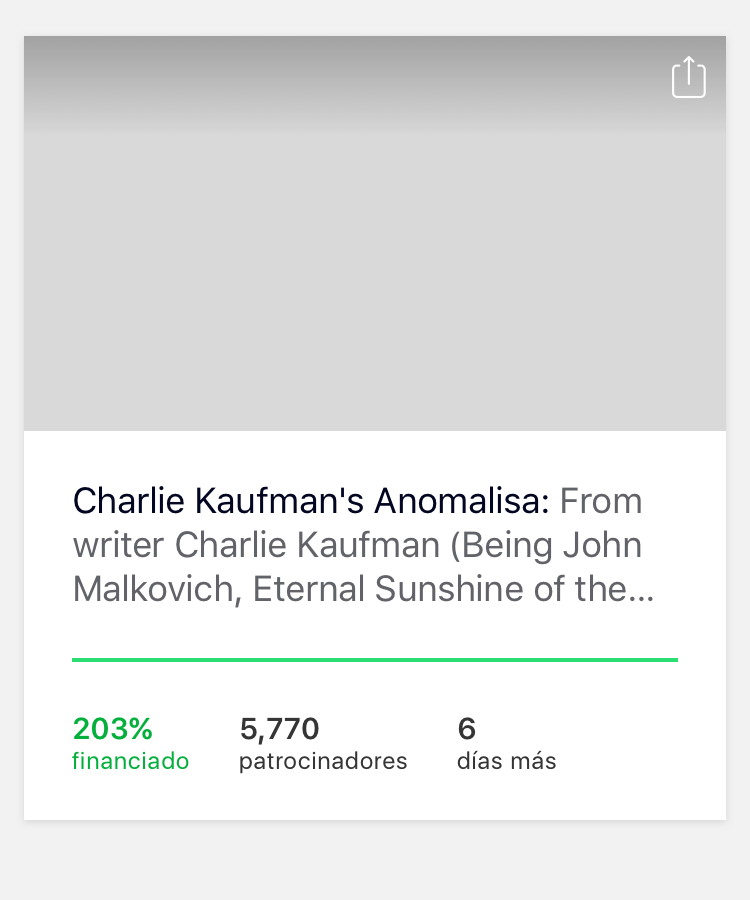 Charlie Kaufman's Anomalisa: From
writer Charlie Kaufman (Being John
Malkovich, Eternal Sunshine of the...
203%
financiado
5,770
patrocinadores
6
días más